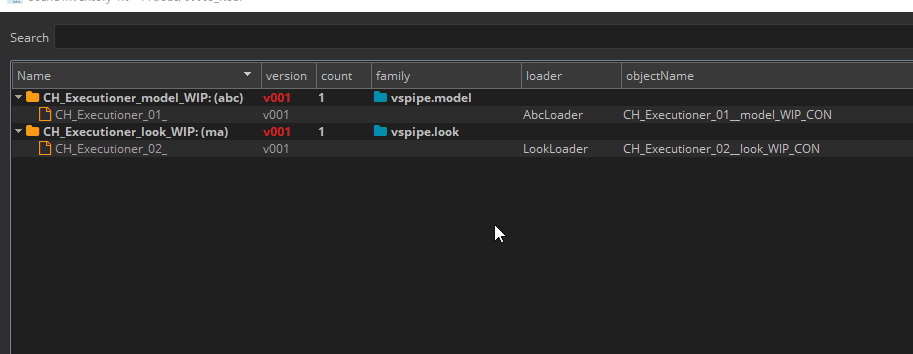 Search
Name version count family loader objectName
CH_Executioner_model_WIP: (abc) v001 1 vspipe.model
CH_Executioner_01_ v001 AbcLoader CH_Executioner_01__model_WIP_CON
CH_Executioner_look_WIP: (ma) v001 1 vspipe.look
CH_Executioner_02_ v001 LookLoader CH_Executioner_02__look_WIP_CON